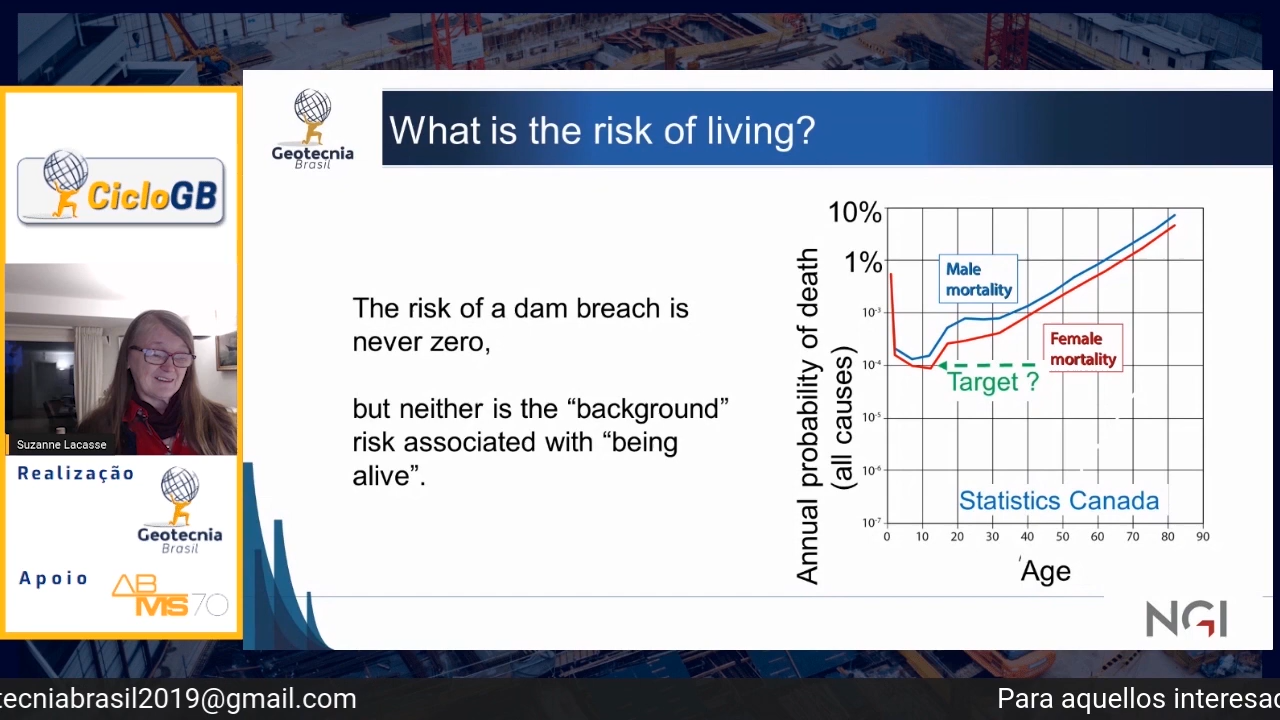 CicloGB
Suzanne Lacasse
Realização
Geotecnia
Brasil
Apoio
ABMS 70
Geotecnia
Brasil
What is the risk of living?
The risk of a dam breach is
never zero,
but neither is the “background”
risk associated with “being
alive”.
Annual probability of death
(all causes)
10%
1%
10-3
10-4
10-5
10-6
10-7
Male
mortality
Female
mortality
Target ?
Statistics Canada
0 10 20 30 40 50 60 70 80 90
Age
NGI
tecniabrasil2019@gmail.com
Para aquellos interesad